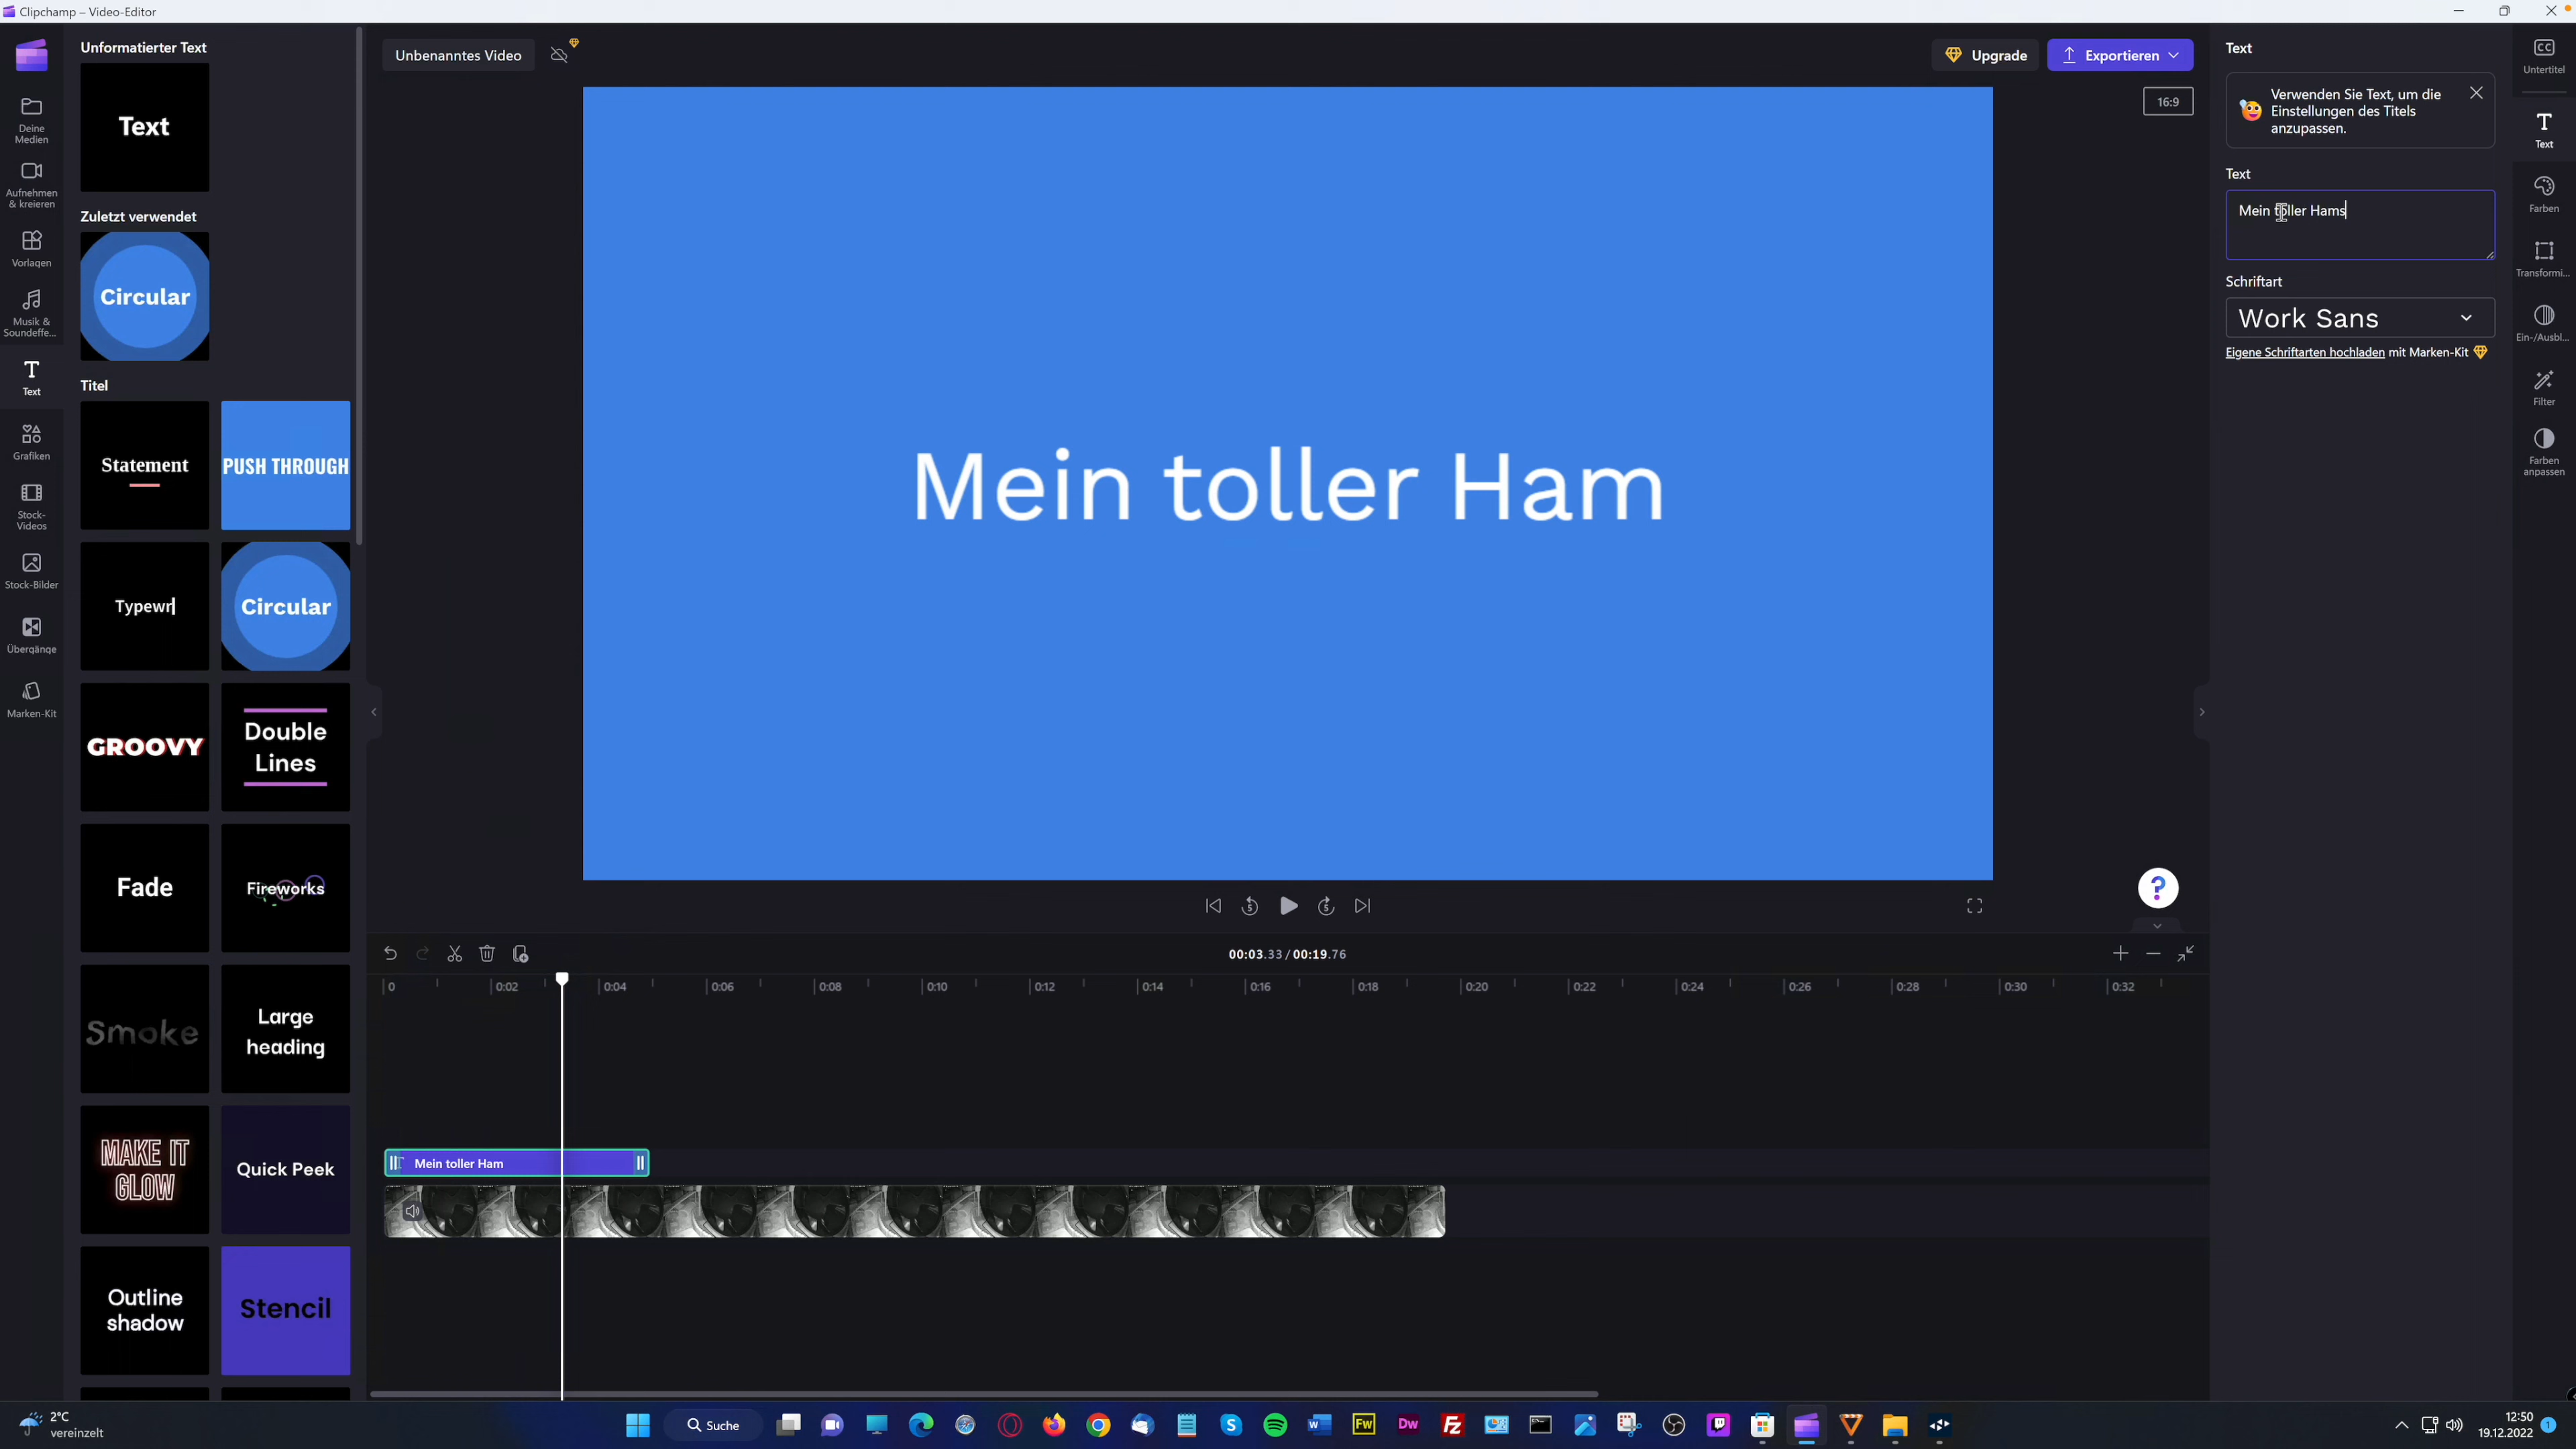 Clipchamp – Video-Editor
Deine
Medien
Aufnehmen
& kreieren
Vorlagen
Musik &
Soundeffe...
Text
Grafiken
Stock-
Videos
Stock-Bilder
Übergänge
Marken-Kit
Unformatierter Text
Text
Zuletzt verwendet
Circular
Titel
Statement
PUSH THROUGH
Typewr
Circular
GROOVY
Double
Lines
Fade
Fireworks
Smoke
Large
heading
MAKE IT
GLOW
Quick Peek
Outline
shadow
Stencil
Unbenanntes Video
Upgrade
Exportieren
16:9
Mein toller Ham
5
5
?
00:03.33 / 00:19.76
0
0:02
0:04
0:06
0:08
0:10
0:12
0:14
0:16
0:18
0:20
0:22
0:24
0:26
0:28
0:30
0:32
Mein toller Ham
Text
Verwenden Sie Text, um die
Einstellungen des Titels
anzupassen.
Text
Mein toller Hams
Schriftart
Work Sans
Eigene Schriftarten hochladen mit Marken-Kit
CC
Untertitel
Text
Farben
Transformi...
Ein-/Ausbl...
Filter
Farben
anpassen
2°C
vereinzelt
Suche
Fw
Dw
12:50
19.12.2022
1